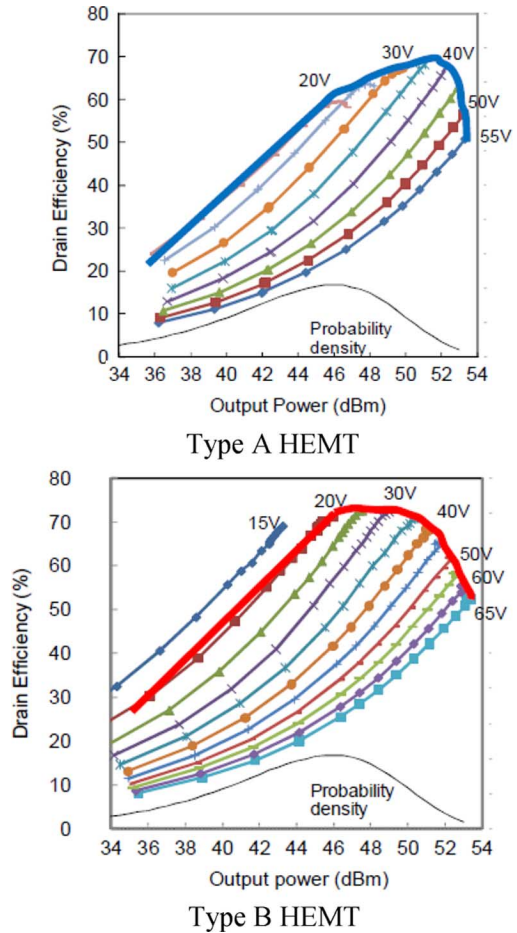 80
70
60
50
40
30
20
10
0
Drain Efficiency (%)
20V
30V
40V
50V
55V
Probability
density
34 36 38 40 42 44 46 48 50 52 54
Output Power (dBm)
Type A HEMT
80
70
60
50
40
30
20
10
0
Drain Efficiency (%)
15V
20V
30V
40V
50V
60V
65V
Probability
density
34 36 38 40 42 44 46 48 50 52 54
Output power (dBm)
Type B HEMT